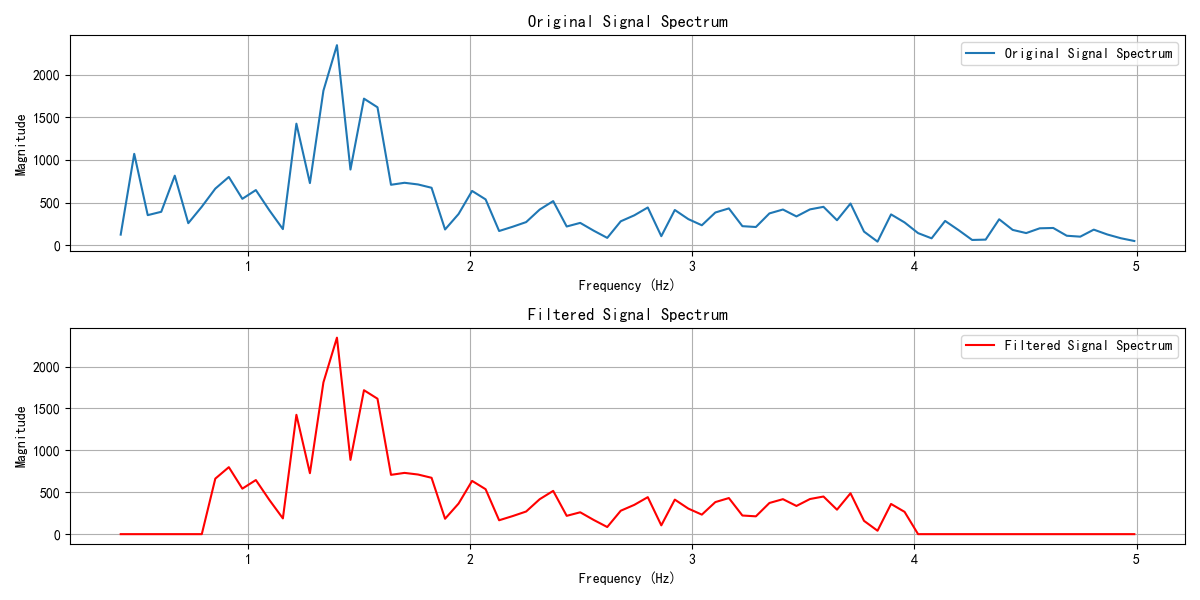 Original Signal Spectrum
Original Signal Spectrum
Magnitude
2000
1500
1000
500
0
1 2 3 4 5
Frequency (Hz)
Filtered Signal Spectrum
Filtered Signal Spectrum
Magnitude
2000
1500
1000
500
0
1 2 3 4 5
Frequency (Hz)